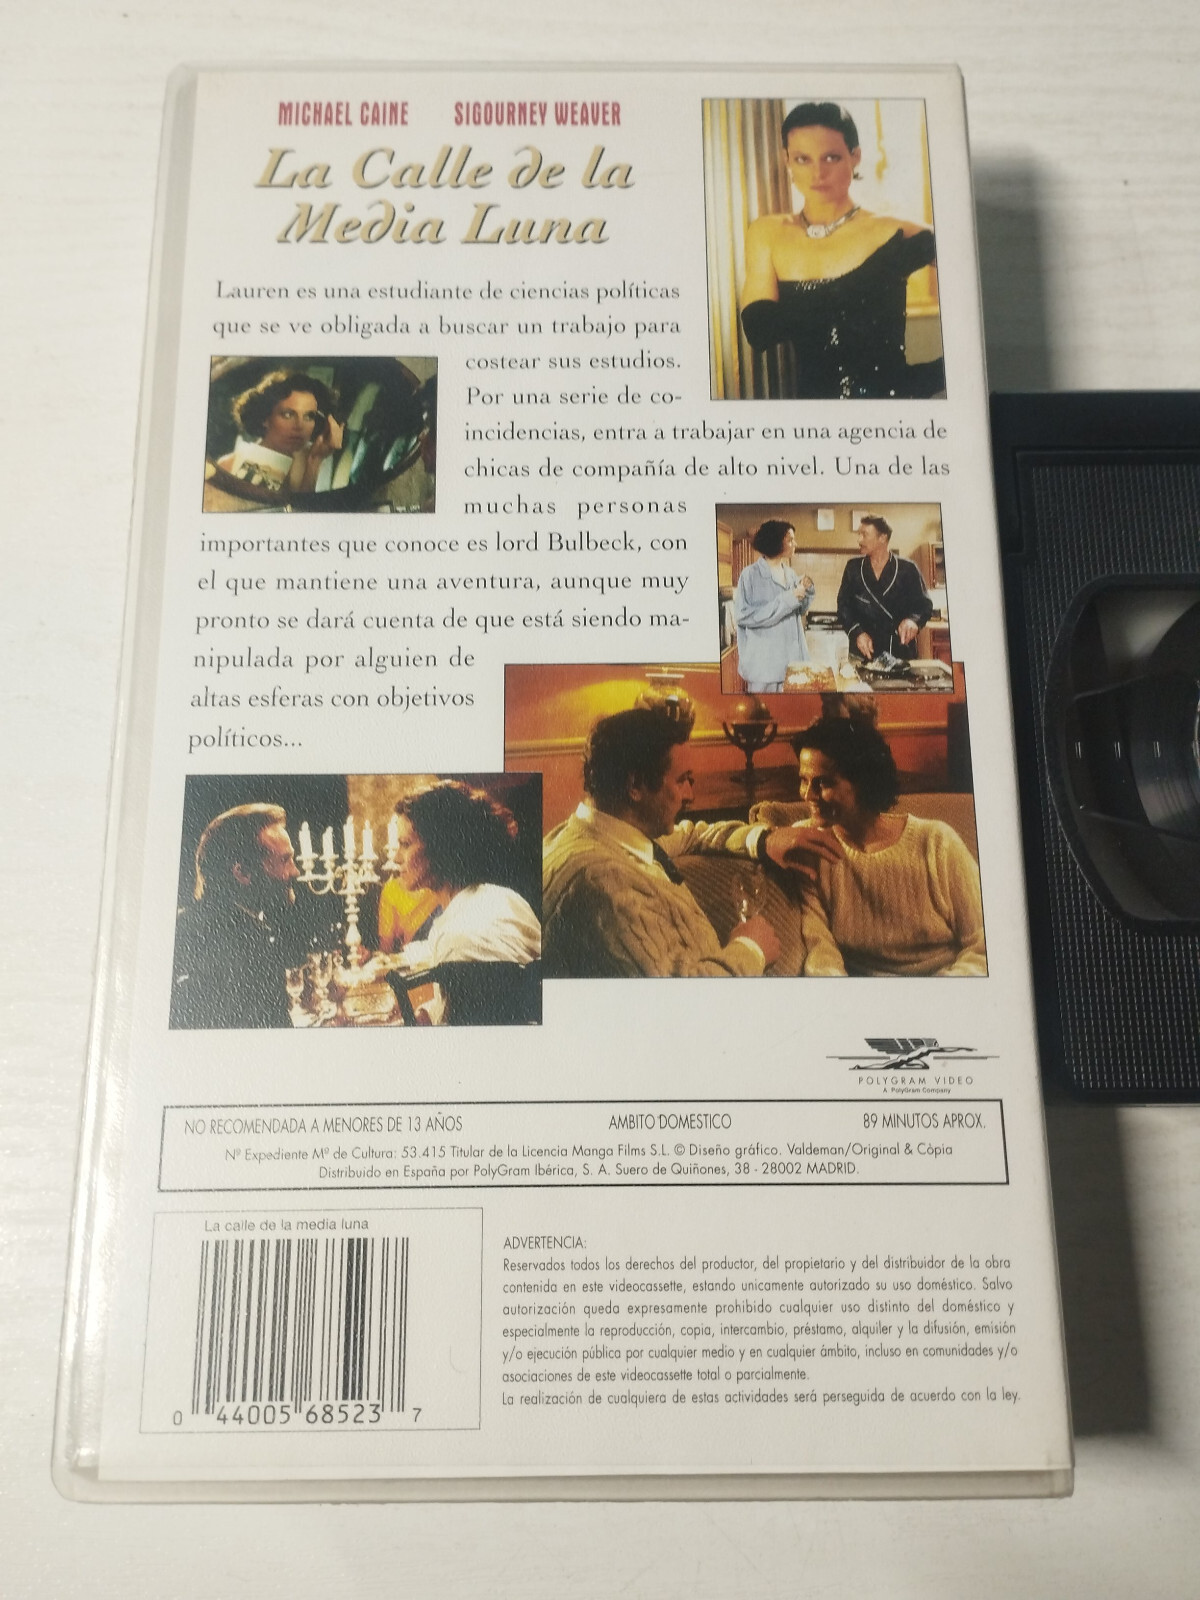 MICHAEL CAINE SIGOURNEY WEAVER
La Calle de la
Media Luna
Lauren es una estudiante de ciencias políticas
que se ve obligada a buscar un trabajo para
costear sus estudios.
Por una serie de co-
incidencias, entra a trabajar en una agencia de
chicas de compañía de alto nivel. Una de las
muchas personas
importantes que conoce es lord Bulbeck, con
el que mantiene una aventura, aunque muy
pronto se dará cuenta de que está siendo ma-
nipulada por alguien de
altas esferas con objetivos
políticos...
POLYGRAM VIDEO
A PolyGram Company
NO RECOMENDADA A MENORES DE 13 AÑOS AMBITO DOMESTICO 89 MINUTOS APROX.
Nº Expediente Mº de Cultura: 53.415 Titular de la Licencia Manga Films S.L. © Diseño gráfico. Valdeman/Original & Còpia
Distribuido en España por PolyGram Ibérica, S. A. Suero de Quiñones, 38 - 28002 MADRID.
La calle de la media luna
0 44005 68523 7
ADVERTENCIA:
Reservados todos los derechos del productor, del propietario y del distribuidor de la obra
contenida en este videocassette, estando unicamente autorizado su uso doméstico. Salvo
autorización queda expresamente prohibido cualquier uso distinto del doméstico y
especialmente la reproducción, copia, intercambio, préstamo, alquiler y la difusión, emisión
y/o ejecución pública por cualquier medio y en cualquier ámbito, incluso en comunidades y/o
asociaciones de este videocassette total o parcialmente.
La realización de cualquiera de estas actividades será perseguida de acuerdo con la ley.